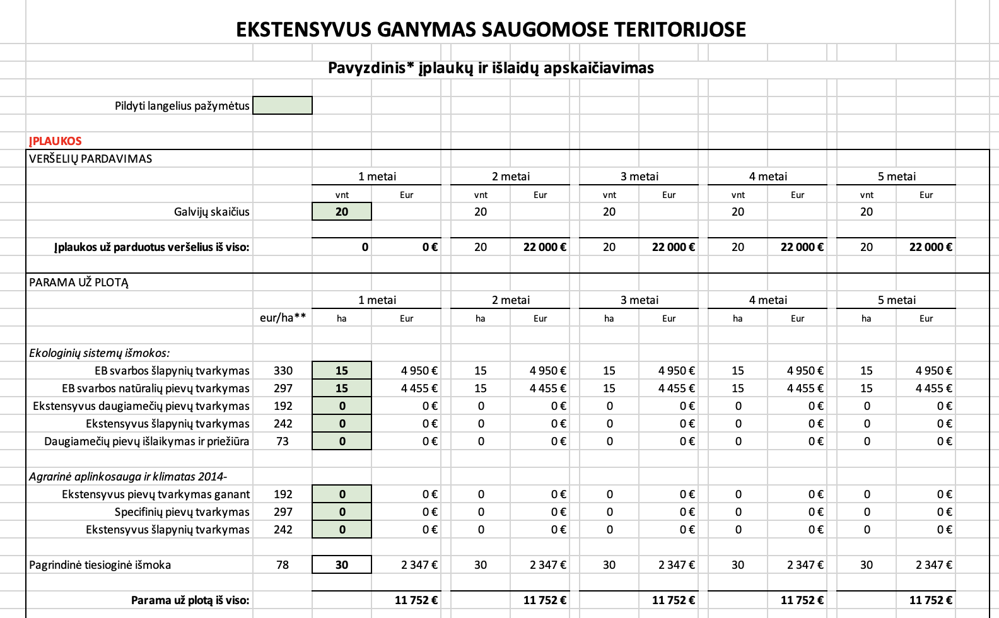 EKSTENSYVUS GANYMAS SAUGOMOSE TERITORIJOSE
Pavyzdinis* įplaukų ir išlaidų apskaičiavimas
Pildyti langelius pažymėtus
ĮPLAUKOS
VERŠELIŲ PARDAVIMAS
1 metai 2 metai 3 metai 4 metai 5 metai
vnt Eur vnt Eur vnt Eur vnt Eur vnt Eur
Galvijų skaičius 20 20 20 20 20
Įplaukos už parduotus veršelius iš viso: 0 0 € 20 22 000 € 20 22 000 € 20 22 000 € 20 22 000 €
PARAMA UŽ PLOTĄ
1 metai 2 metai 3 metai 4 metai 5 metai
eur/ha** ha Eur ha Eur ha Eur ha Eur ha Eur
Ekologinių sistemų išmokos:
EB svarbos šlapynių tvarkymas 330 15 4 950 € 15 4 950 € 15 4 950 € 15 4 950 € 15 4 950 €
EB svarbos natūralių pievų tvarkymas 297 15 4 455 € 15 4 455 € 15 4 455 € 15 4 455 € 15 4 455 €
Ekstensyvus daugiamečių pievų tvarkymas 192 0 0 € 0 0 € 0 0 € 0 0 € 0 0 €
Ekstensyvus šlapynių tvarkymas 242 0 0 € 0 0 € 0 0 € 0 0 € 0 0 €
Daugiamečių pievų išlaikymas ir priežiūra 73 0 0 € 0 0 € 0 0 € 0 0 € 0 0 €
Agrarinė aplinkosauga ir klimatas 2014-
Ekstensyvus pievų tvarkymas ganant 192 0 0 € 0 0 € 0 0 € 0 0 € 0 0 €
Specifinių pievų tvarkymas 297 0 0 € 0 0 € 0 0 € 0 0 € 0 0 €
Ekstensyvus šlapynių tvarkymas 242 0 0 € 0 0 € 0 0 € 0 0 € 0 0 €
Pagrindinė tiesioginė išmoka 78 30 2 347 € 30 2 347 € 30 2 347 € 30 2 347 € 30 2 347 €
Parama už plotą iš viso: 11 752 € 11 752 € 11 752 € 11 752 € 11 752 €